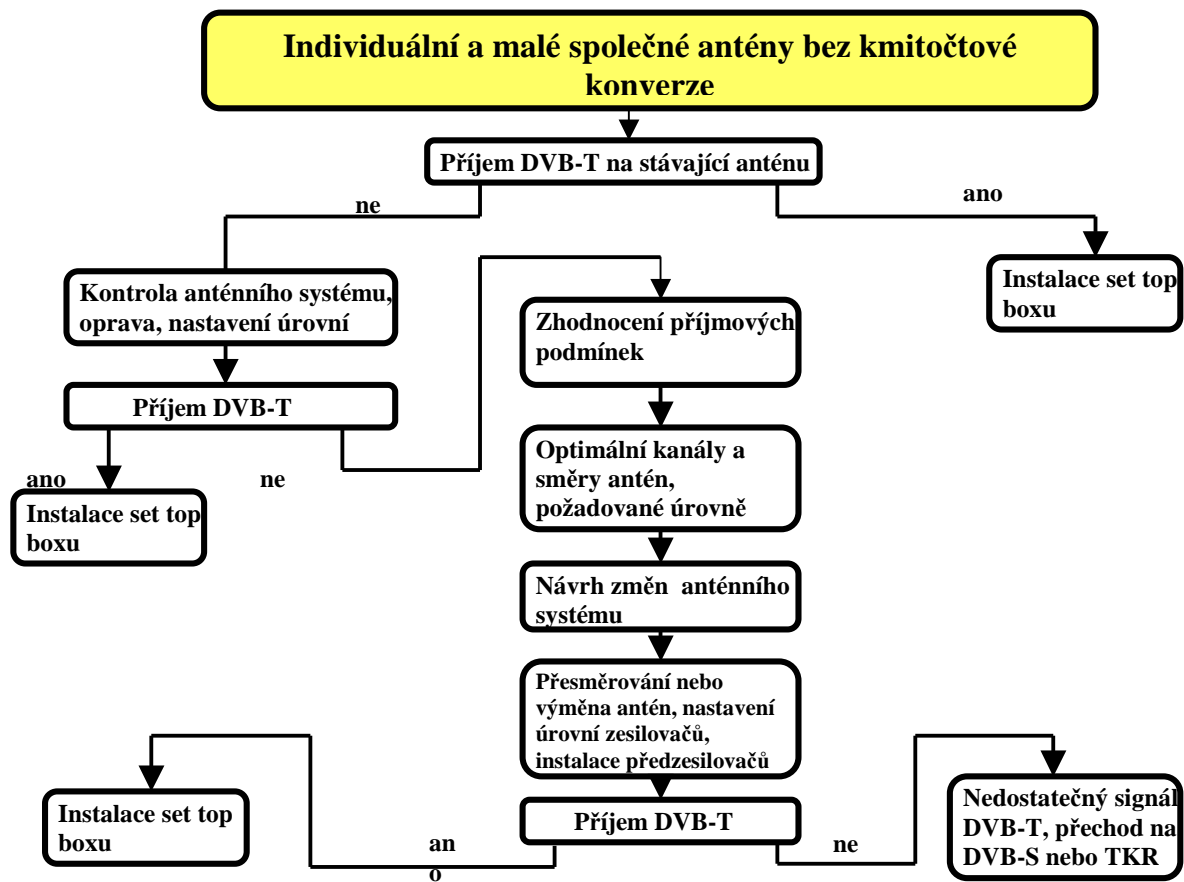 Individuální a malé společné antény bez kmitočtové
konverze
Příjem DVB-T na stávající anténu
ne
ano
Kontrola anténního systému,
oprava, nastavení úrovní
Instalace set top
boxu
Příjem DVB-T
ano
ne
Instalace set top
boxu
Zhodnocení příjmových
podmínek
Optimální kanály a
směry antén,
požadované úrovně
Návrh změn  anténního
systému
Přesměrování nebo
výměna antén, nastavení
úrovní zesilovačů,
instalace předzesilovačů
Příjem DVB-T
an
o
ne
Instalace set top
boxu
Nedostatečný signál
DVB-T, přechod na
DVB-S nebo TKR